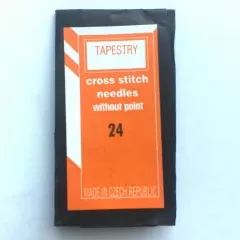 TAPESTRY
cross stitch
needles
without point
24
MADE IN CZECH REPUBLIC